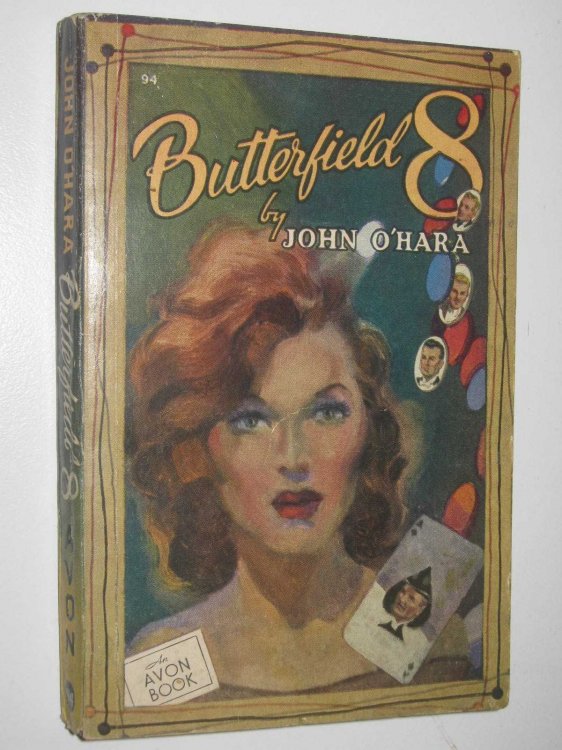 94
Butterfield 8
by
JOHN O'HARA
An
AVON
BOOK
JOHN O'HARA Butterfield 8 AVON